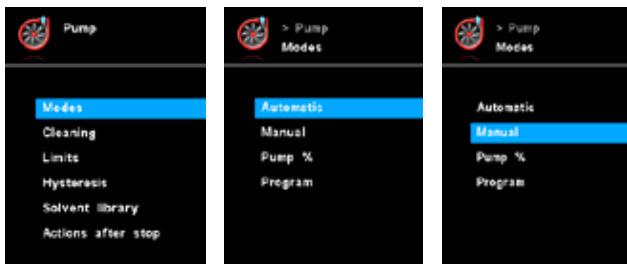 Pump
Modes
Cleaning
Limits
Hysteresis
Solvent library
Actions after stop
> Pump
Modes
Automatic
Manual
Pump %
Program
> Pump
Modes
Automatic
Manual
Pump %
Program